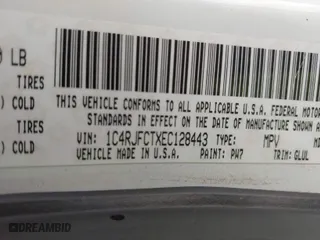 LB
TIRES
COLD
TIRES
COLD
THIS VEHICLE CONFORMS TO ALL APPLICABLE U.S.A. FEDERAL MOTOR
STANDARDS IN EFFECT ON THE DATE OF MANUFACTURE SHOWN
VIN: 1C4RJFCTXEC128443 TYPE: MPV
VEHICLE MADE IN U.S.A. PAINT: PW7 TRIM: GLUL
DREAMBID